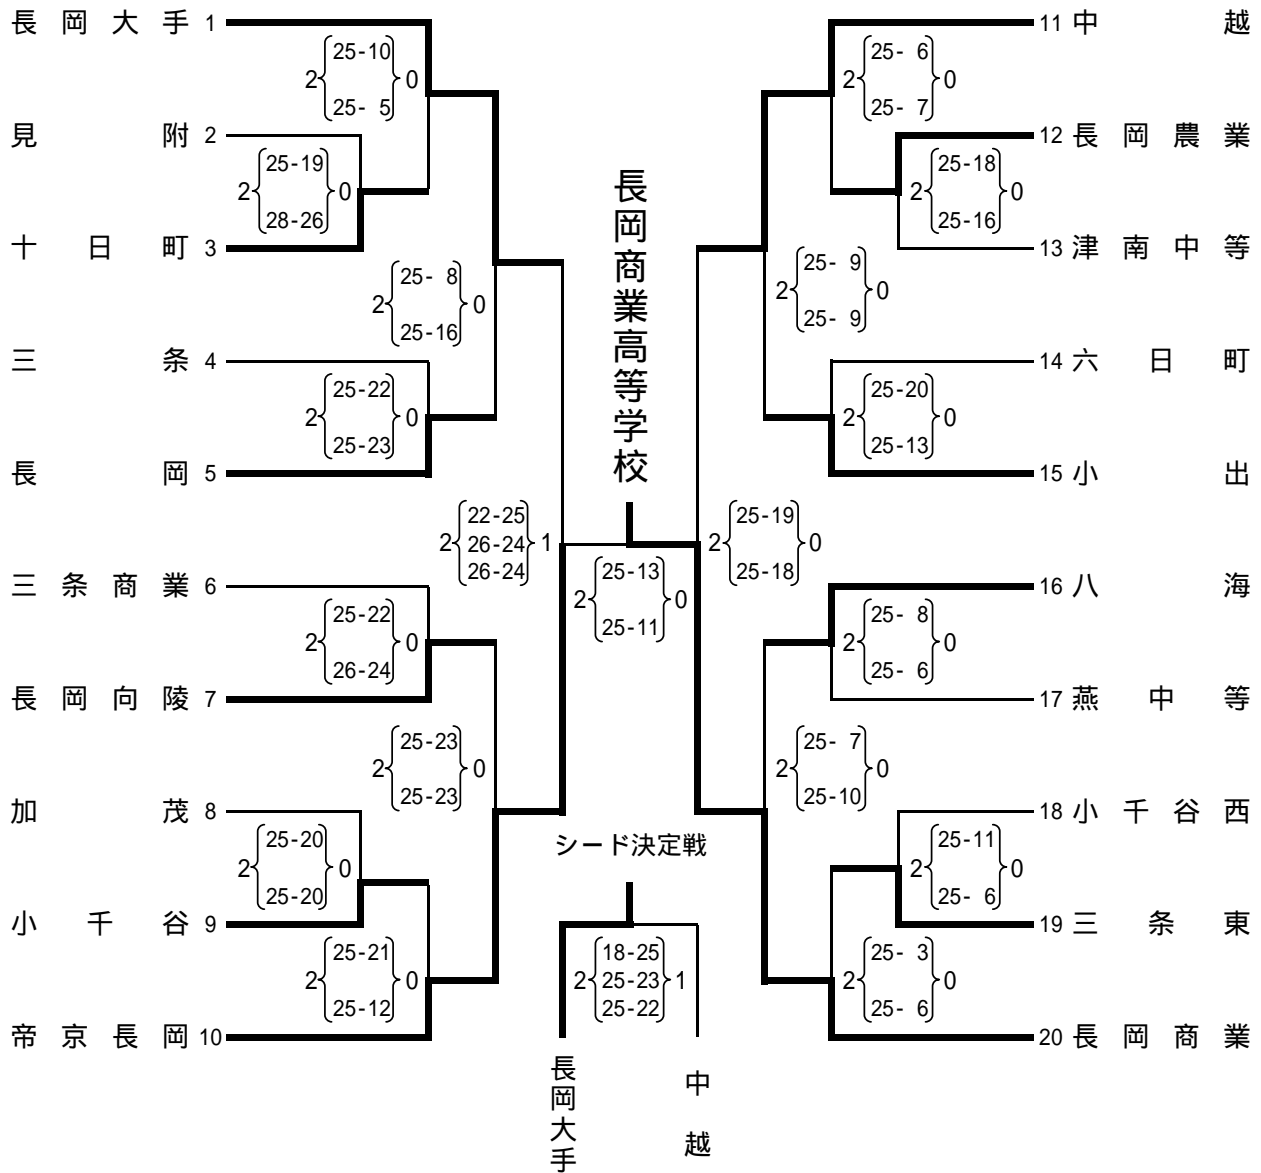 長岡大手 1
2 25-10 0
25- 5
見附 2
2 25-19 0
28-26
十日町 3
2 25- 8 0
25-16
三条 4
2 25-22 0
25-23
長岡 5
2 22-25 1
26-24
26-24
三条商業 6
2 25-22 0
26-24
長岡向陵 7
2 25-23 0
25-23
加茂 8
2 25-20 0
25-20
小千谷 9
2 25-21 0
25-12
帝京長岡 10
長岡商業高等学校
2 25-13 0
25-11
シード決定戦
2 18-25 1
25-23
25-22
長岡大手
中越
11 中越
2 25- 6 0
25- 7
12 長岡農業
2 25-18 0
25-16
13 津南中等
2 25- 9 0
25- 9
14 六日町
2 25-20 0
25-13
15 小出
2 25-19 0
25-18
16 八海
2 25- 8 0
25- 6
17 燕中等
2 25- 7 0
25-10
18 小千谷西
2 25-11 0
25- 6
19 三条東
2 25- 3 0
25- 6
20 長岡商業